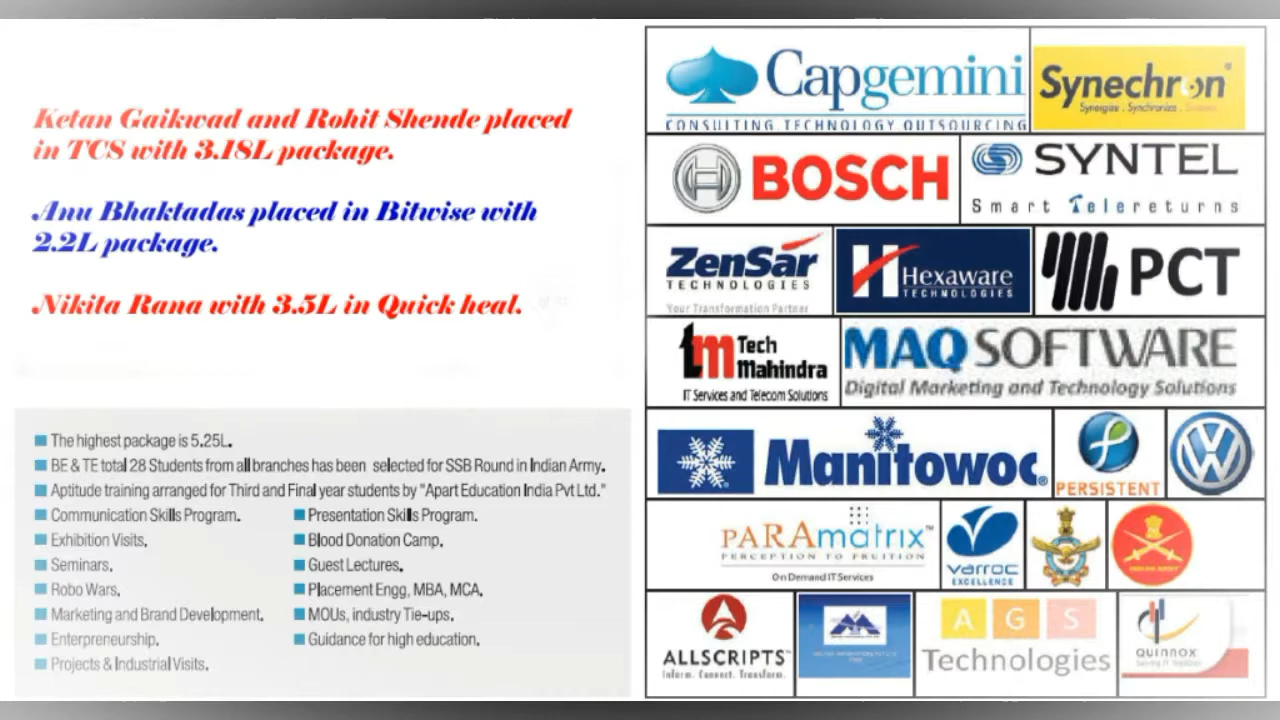 Ketan Gaikwad and Rohit Shende placed
in TCS with 3.18L package.
Anu Bhaktadas placed in Bitwise with
2.2L package.
Nikita Rana with 3.5L in Quick heal.
The highest package is 5.25L.
BE & TE total 28 Students from all branches has been selected for SSB Round in Indian Army.
Aptitude training arranged for Third and Final year students by "Apart Education India Pvt Ltd."
Communication Skills Program.
Exhibition Visits.
Seminars.
Robo Wars.
Marketing and Brand Development.
Enterpreneurship.
Projects & Industrial Visits.
Presentation Skills Program.
Blood Donation Camp.
Guest Lectures.
Placement Engg, MBA, MCA.
MOUs, industry Tie-ups.
Guidance for high education.
Capgemini
CONSULTING.TECHNOLOGY.OUTSOURCING
Synechron
Synergize . Synchronize .
BOSCH
SYNTEL
Smart Telereturns
ZenSar
TECHNOLOGIES
Your Transformation Partner
Hexaware
TECHNOLOGIES
PCT
Tech
Mahindra
IT Services and Telecom Solutions
MAQ SOFTWARE
Digital Marketing and Technology Solutions
Manitowoc
PERSISTENT
pARAmatrix™
PERCEPTION TO FRUITION
On Demand IT Services
varroc
EXCELLENCE
INDIAN ARMY
ALLSCRIPTS™
Inform. Connect. Transform.
AGS
Technologies
QUINNOX